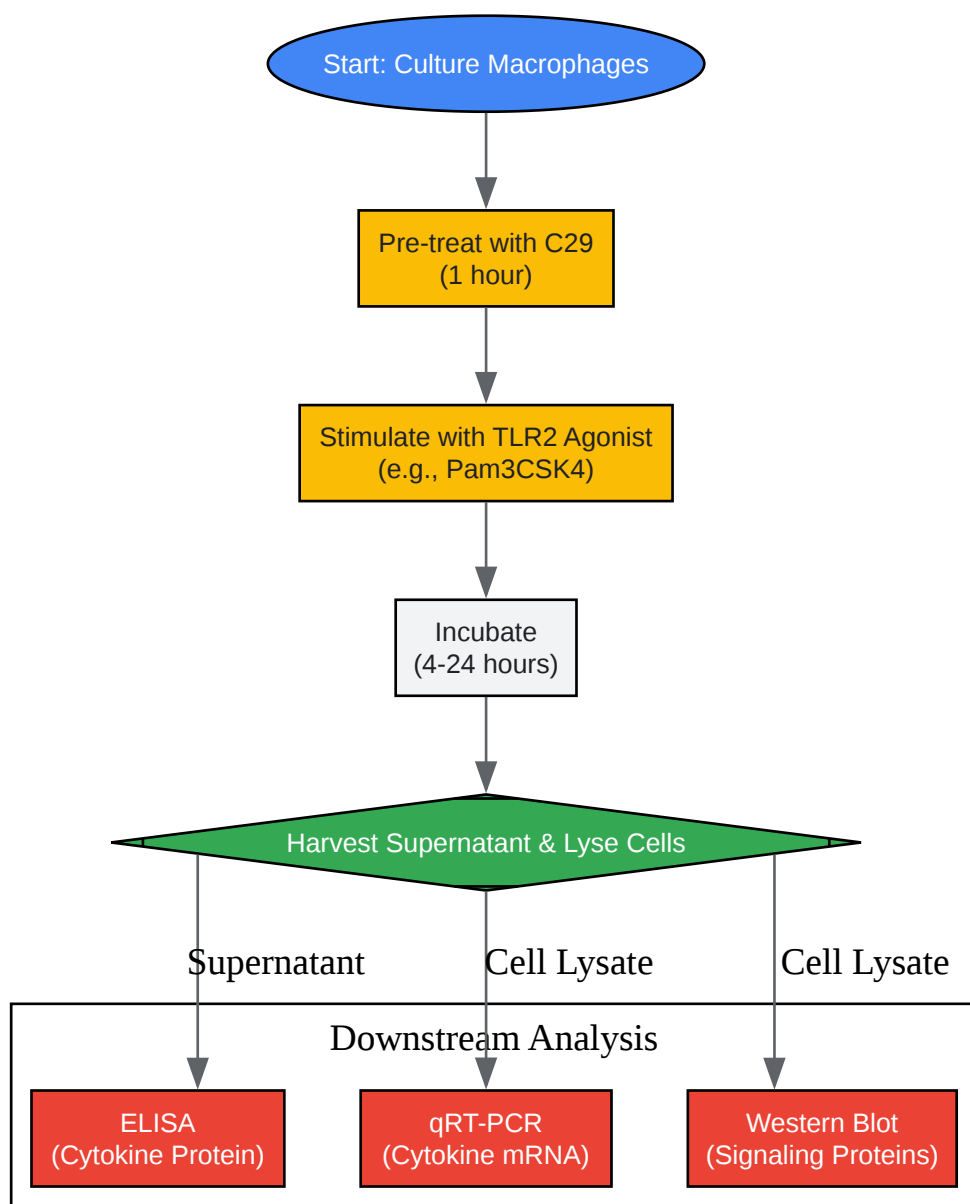 Start: Culture Macrophages
Pre-treat with C29
(1 hour)
Stimulate with TLR2 Agonist
(e.g., Pam3CSK4)
Incubate
(4-24 hours)
Harvest Supernatant & Lyse Cells
Supernatant
Cell Lysate
Cell Lysate
Downstream Analysis
ELISA
(Cytokine Protein)
qRT-PCR
(Cytokine mRNA)
Western Blot
(Signaling Proteins)